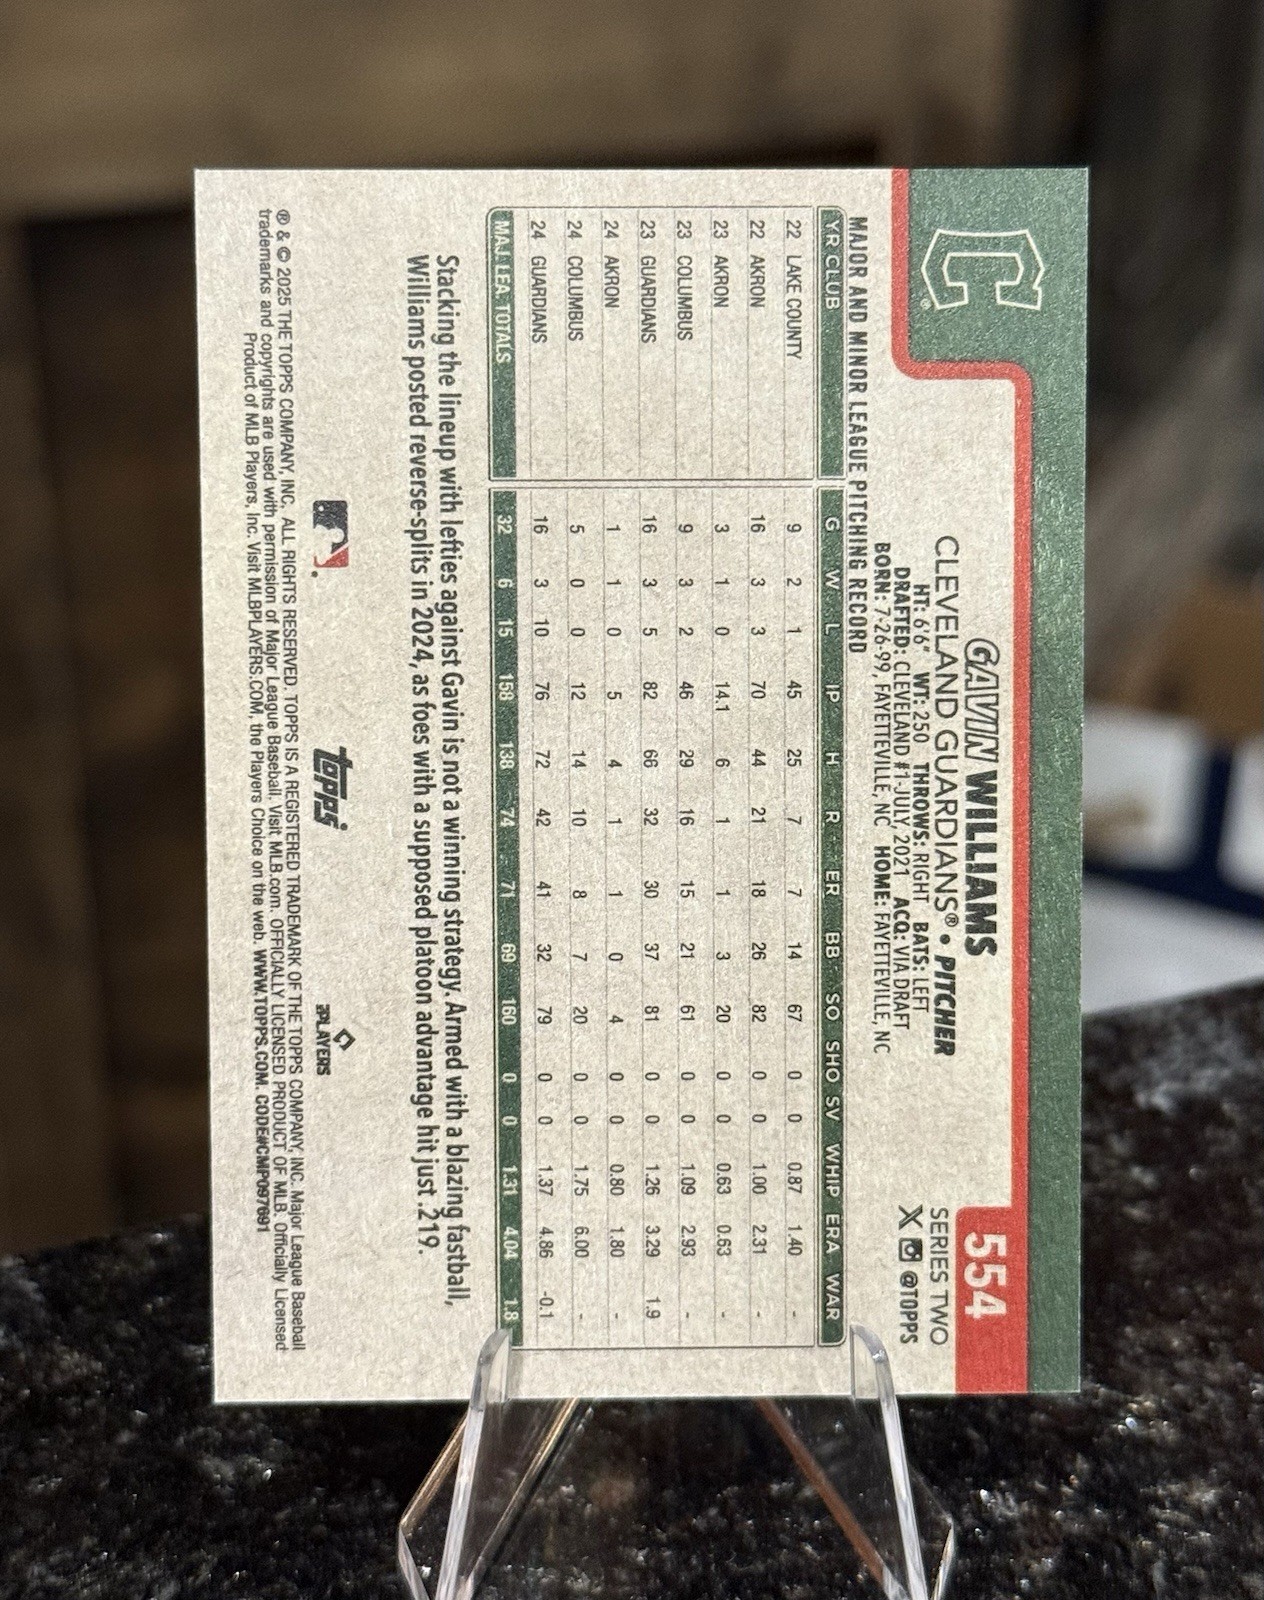 C®
554
GAVIN WILLIAMS
SERIES TWO
CLEVELAND GUARDIANS® • PITCHER
X @TOPPS
HT: 6'6" WT: 250 THROWS: RIGHT BATS: LEFT
DRAFTED: CLEVELAND #1-JULY, 2021 ACQ: VIA DRAFT
BORN: 7-26-99, FAYETTEVILLE, NC HOME: FAYETTEVILLE, NC
MAJOR AND MINOR LEAGUE PITCHING RECORD
YR CLUB G W L IP H R ER BB SO SHO SV WHIP ERA WAR
22 LAKE COUNTY 9 2 1 45 25 7 7 14 67 0 0 0.87 1.40 -
22 AKRON 16 3 3 70 44 21 18 26 82 0 0 1.00 2.31 -
23 AKRON 3 1 0 14.1 6 1 1 3 20 0 0 0.63 0.63 -
23 COLUMBUS 9 3 2 46 29 16 15 21 61 0 0 1.09 2.93 -
23 GUARDIANS 16 3 5 82 66 32 30 37 81 0 0 1.26 3.29 1.9
24 AKRON 1 1 0 5 4 1 1 0 4 0 0 0.80 1.80 -
24 COLUMBUS 5 0 0 12 14 10 8 7 20 0 0 1.75 6.00 -
24 GUARDIANS 16 3 10 76 72 42 41 32 79 0 0 1.37 4.86 -0.1
MAJ. LEA. TOTALS 32 6 15 158 138 74 71 69 160 0 0 1.31 4.04 1.8
Stacking the lineup with lefties against Gavin is not a winning strategy. Armed with a blazing fastball,
Williams posted reverse-splits in 2024, as foes with a supposed platoon advantage hit just .219.
topps
PLAYERS
® & © 2025 THE TOPPS COMPANY, INC. ALL RIGHTS RESERVED. TOPPS IS A REGISTERED TRADEMARK OF THE TOPPS COMPANY, INC. Major League Baseball
trademarks and copyrights are used with permission of Major League Baseball. Visit MLB.com. OFFICIALLY LICENSED PRODUCT OF MLB. Officially Licensed
Product of MLB Players, Inc. Visit MLBPLAYERS.COM, the Players Choice on the web. WWW.TOPPS.COM. CODE#CMP097691